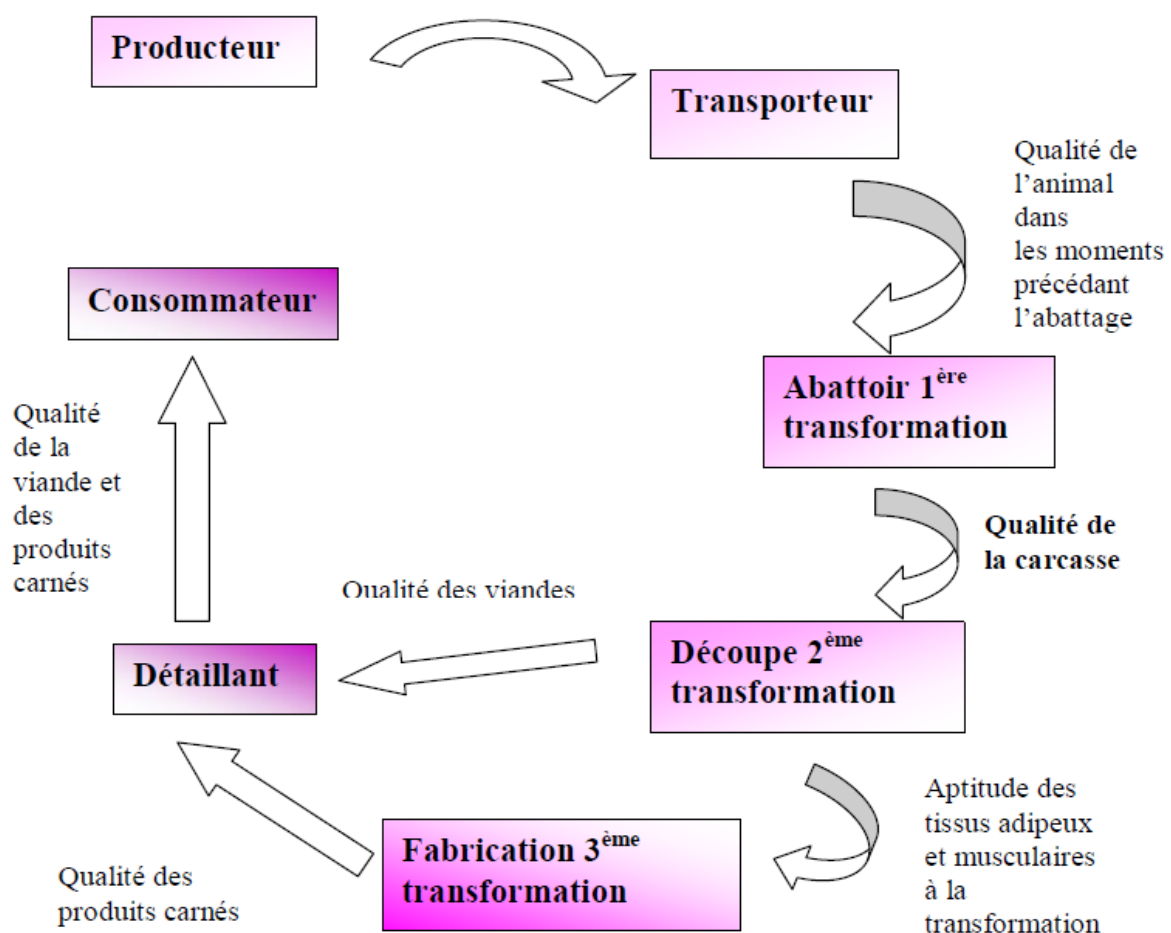 Producteur
Transporteur
Qualité de
l’animal
dans
les moments
précédant
l’abattage
Consommateur
Abattoir 1ère
transformation
Qualité
de la
viande et
des
produits
carnés
Qualité de
la carcasse
Qualité des viandes
Découpe 2ème
transformation
Détaillant
Aptitude des
tissus adipeux
et musculaires
à la
transformation
Fabrication 3ème
transformation
Qualité des
produits carnés